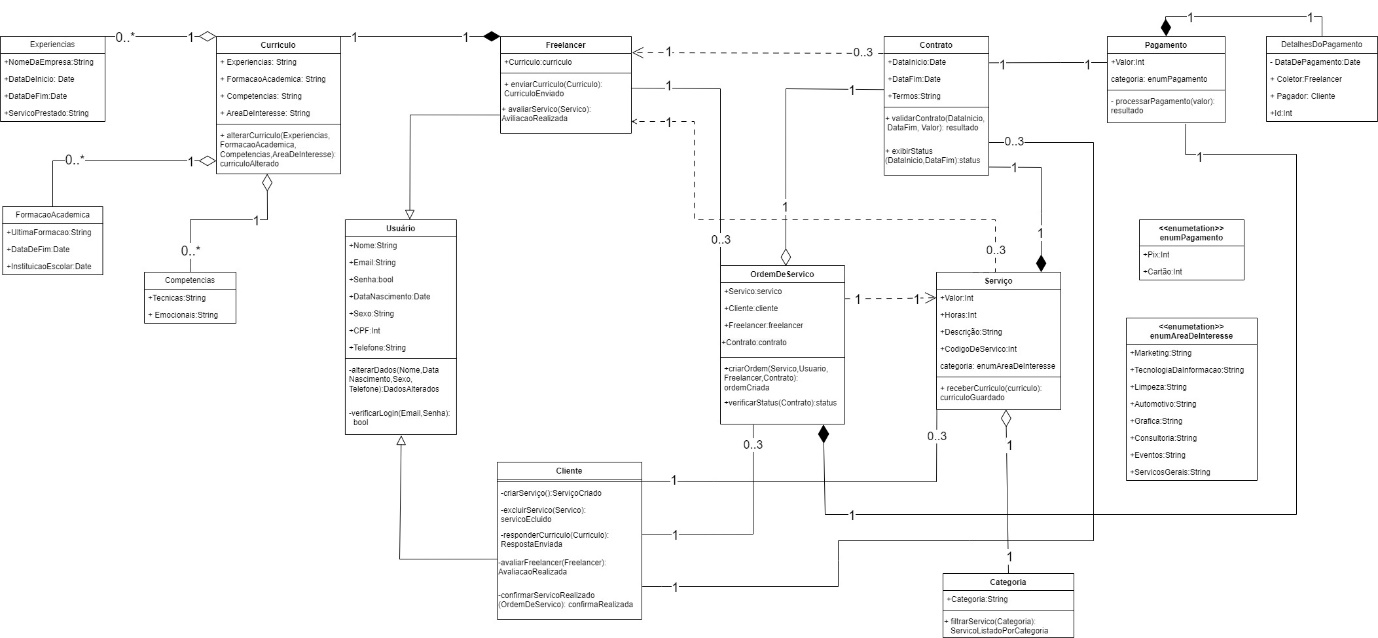 Experiencias
+NomeDaEmpresa:String
+DataDeInicio: Date
+DataDeFim:Date
+ServicoPrestado:String
0..*
1
Curriculo
+ Experiencias: String
+ FormacaoAcademica: String
+ Competencias: String
+ AreaDeInteresse: String
+ alterarCurriculo(Experiencias,
FormacaoAcademica,
Competencias,AreaDeInteresse):
curriculoAlterado
1
1
0..*
1
FormacaoAcademica
+UltimaFormacao:String
+DataDeFim:Date
+InstituicaoEscolar:Date
1
0..*
Competencias
+Tecnicas:String
+ Emocionais:String
Freelancer
+Curriculo:curriculo
+ enviarCurriculo(Curriculo):
CurriculoEnviado
+ avaliarServico(Servico):
AviliacaoRealizada
1
0..3
1
1
0..3
0..3
Usuário
+Nome:String
+Email:String
+Senha:bool
+DataNascimento:Date
+Sexo:String
+CPF:Int
+Telefone:String
-alterarDados(Nome,Data
Nascimento,Sexo,
Telefone):DadosAlterados
-verificarLogin(Email,Senha):
bool
Contrato
+DataInicio:Date
+DataFim:Date
+Termos:String
+ validarContrato(DataInicio,
DataFim, Valor): resultado
+ exibirStatus
(DataInicio,DataFim):status
1
1
1
1
0..3
1
1
Pagamento
+Valor:Int
categoria: enumPagamento
- processarPagamento(valor):
resultado
1
1
1
DetalhesDoPagamento
- DataDePagamento:Date
+ Coletor:Freelancer
+ Pagador: Cliente
+Id:Int
<<enumetation>>
enumPagamento
+Pix:Int
+Cartão:Int
OrdemDeServico
+Servico:servico
+Cliente:cliente
+Freelancer:freelancer
+Contrato:contrato
+criarOrdem(Servico,Usuario,
Freelancer,Contrato):
ordemCriada
+verificarStatus(Contrato):status
1
1
Serviço
+Valor:Int
+Horas:Int
+Descrição:String
+CodigoDeServico:Int
categoria: enumAreaDeInteresse
+ receberCurriculo(curriculo):
curriculoGuardado
<<enumetation>>
enumAreaDeInteresse
+Marketing:String
+TecnologiaDaInformacao:String
+Limpeza:String
+Automotivo:String
+Grafica:String
+Consultoria:String
+Eventos:String
+ServicosGerais:String
0..3
0..3
1
1
Cliente
-criarServiço():ServiçoCriado
-excluirServico(Servico):
servicoEcluido
-responderCurriculo(Curriculo):
RespostaEnviada
-avaliarFreelancer(Freelancer):
AvaliacaoRealizada
-confirmarServicoRealizado
(OrdemDeServico): confirmaRealizada
1
1
1
1
1
Categoria
+Categoria:String
+ filtrarServico(Categoria):
ServicoListadoPorCategoria